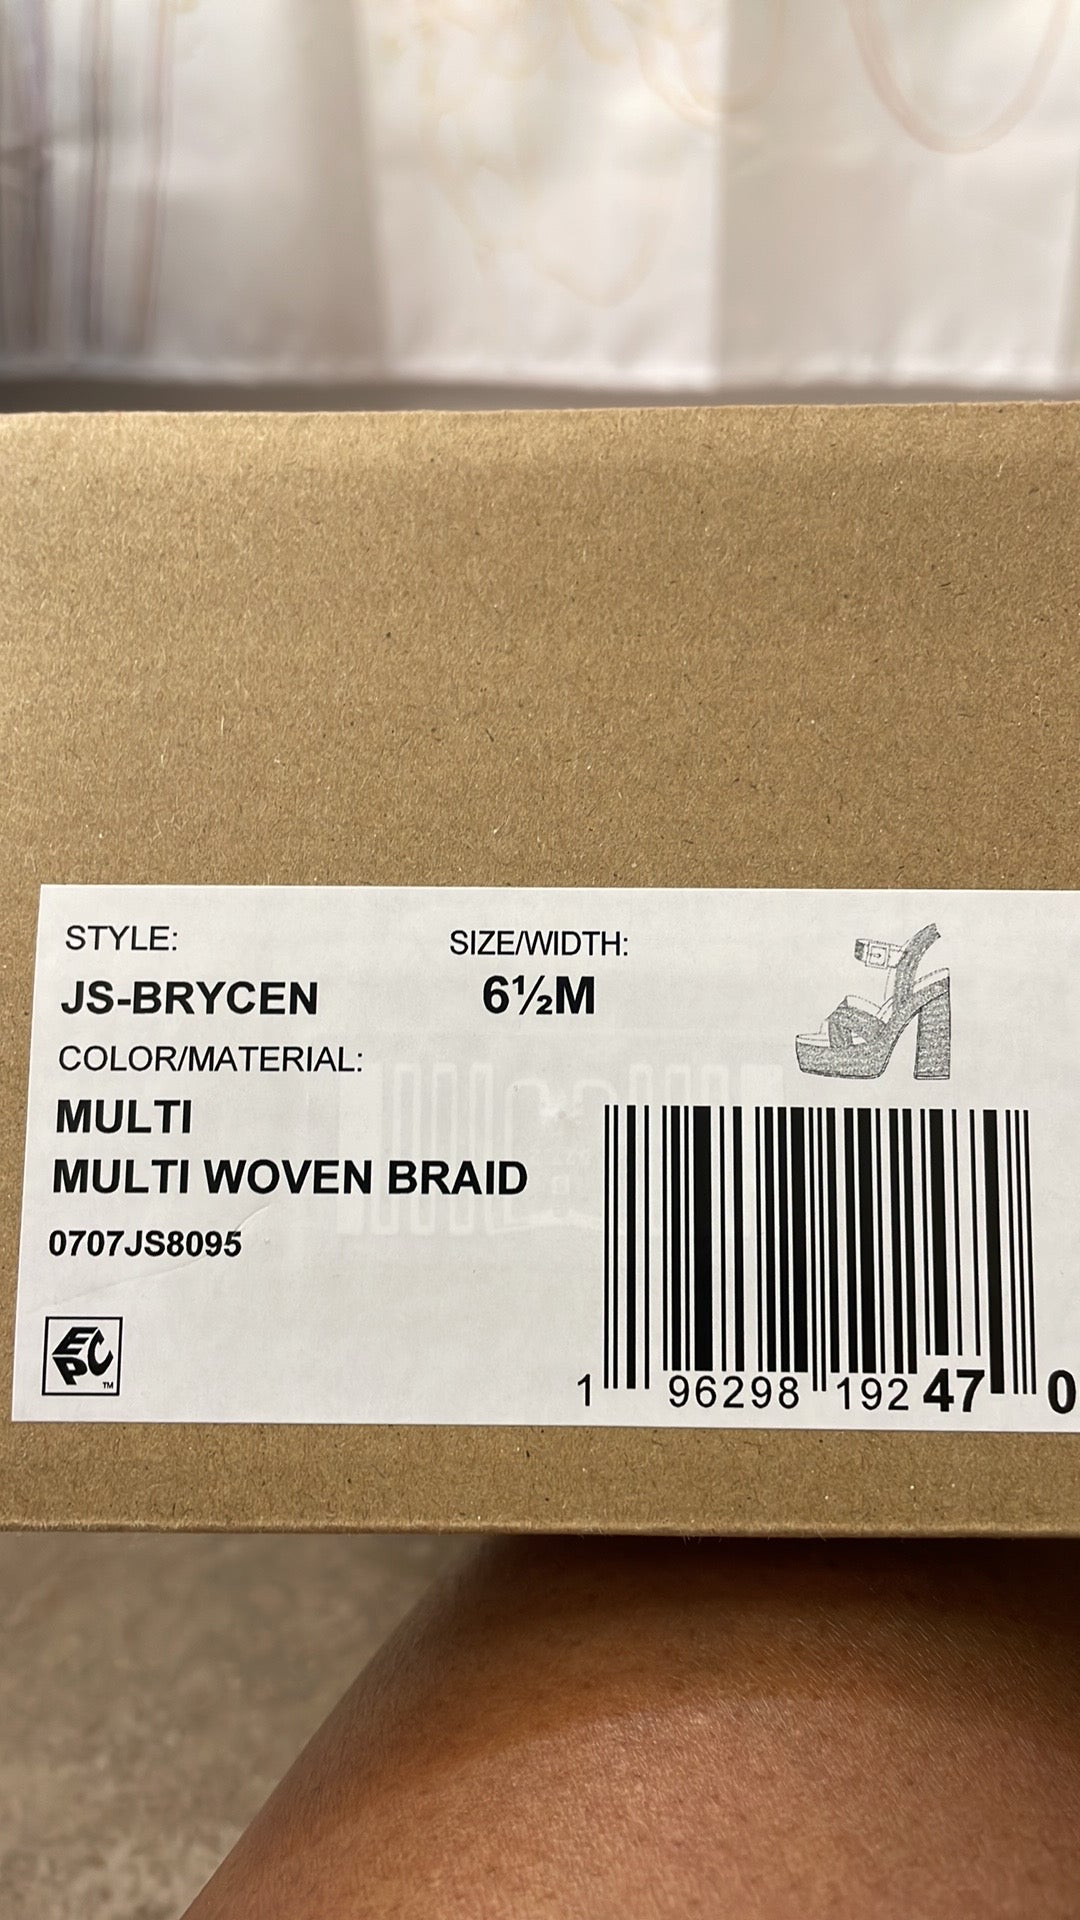 STYLE:
SIZE/WIDTH:
JS-BRYCEN
6½M
COLOR/MATERIAL:
MULTI
MULTI WOVEN BRAID
0707JS8095
EPC
TM
1 96298 192 47 0